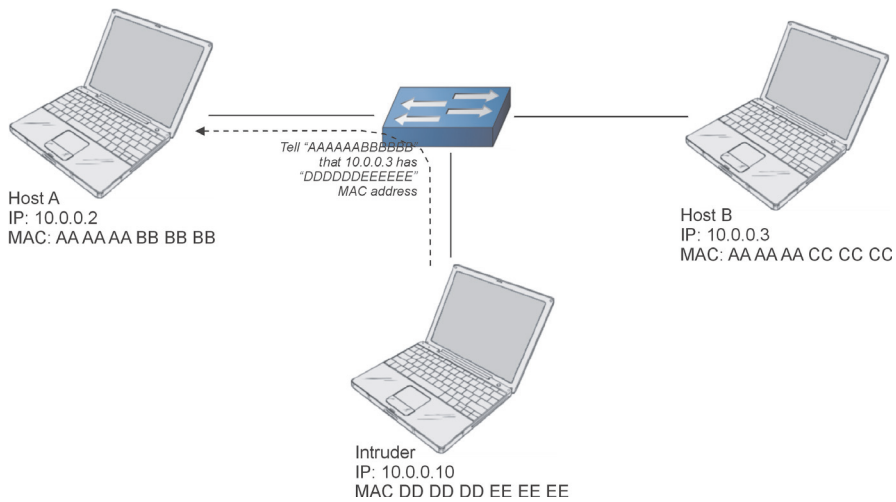 Tell "AAAAAABBBBBB"
that 10.0.0.3 has
"DDDDDDEEEEEE"
MAC address
Host A
IP: 10.0.0.2
MAC: AA AA AA BB BB BB
Host B
IP: 10.0.0.3
MAC: AA AA AA CC CC CC
Intruder
IP: 10.0.0.10
MAC DD DD DD EE EE EE